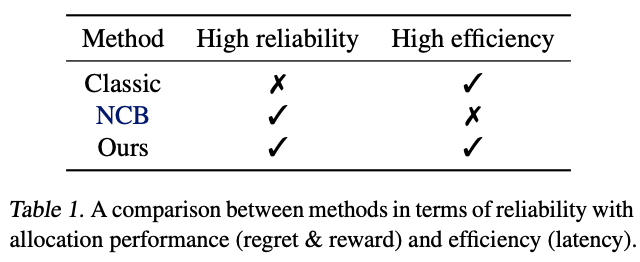 Method High reliability High efficiency
Classic ✗ ✓
NCB ✓ ✗
Ours ✓ ✓
Table 1. A comparison between methods in terms of reliability with
allocation performance (regret & reward) and efficiency (latency).